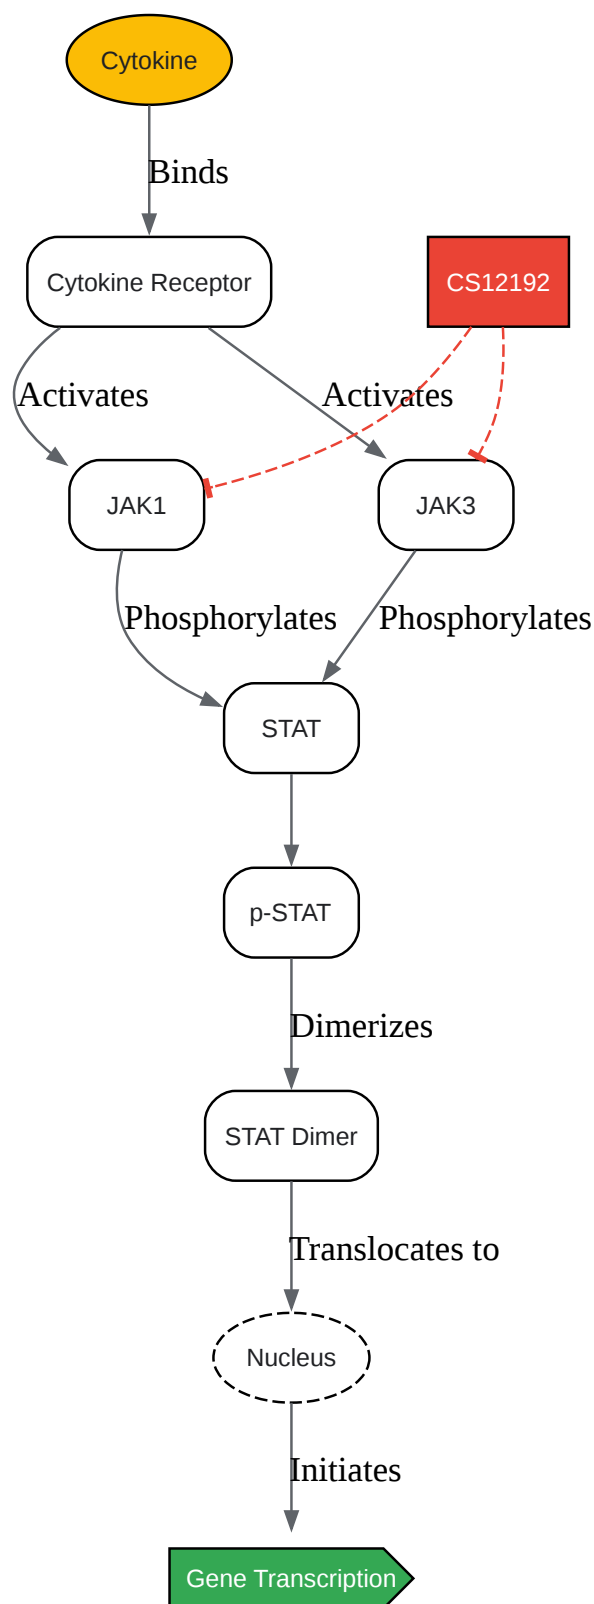 Cytokine
Binds
Cytokine Receptor
CS12192
Activates
Activates
JAK1
JAK3
Phosphorylates
Phosphorylates
STAT
p-STAT
Dimerizes
STAT Dimer
Translocates to
Nucleus
Initiates
Gene Transcription